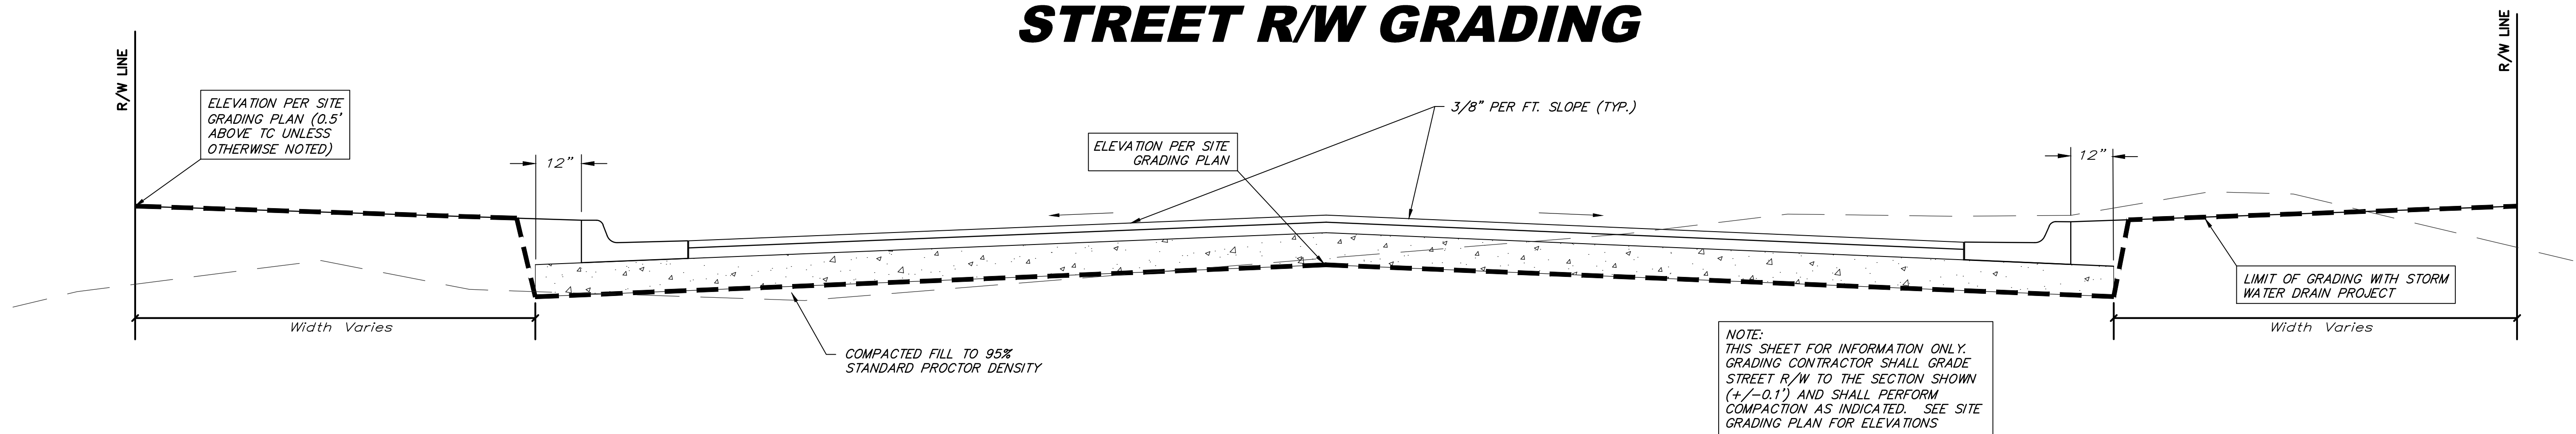 STREET R/W GRADING
R/W LINE
R/W LINE
ELEVATION PER SITE
GRADING PLAN (0.5'
ABOVE TC UNLESS
OTHERWISE NOTED)
12"
ELEVATION PER SITE
GRADING PLAN
3/8" PER FT. SLOPE (TYP.)
12"
Width Varies
COMPACTED FILL TO 95%
STANDARD PROCTOR DENSITY
LIMIT OF GRADING WITH STORM
WATER DRAIN PROJECT
Width Varies
NOTE:
THIS SHEET FOR INFORMATION ONLY.
GRADING CONTRACTOR SHALL GRADE
STREET R/W TO THE SECTION SHOWN
(+/-0.1') AND SHALL PERFORM
COMPACTION AS INDICATED. SEE SITE
GRADING PLAN FOR ELEVATIONS